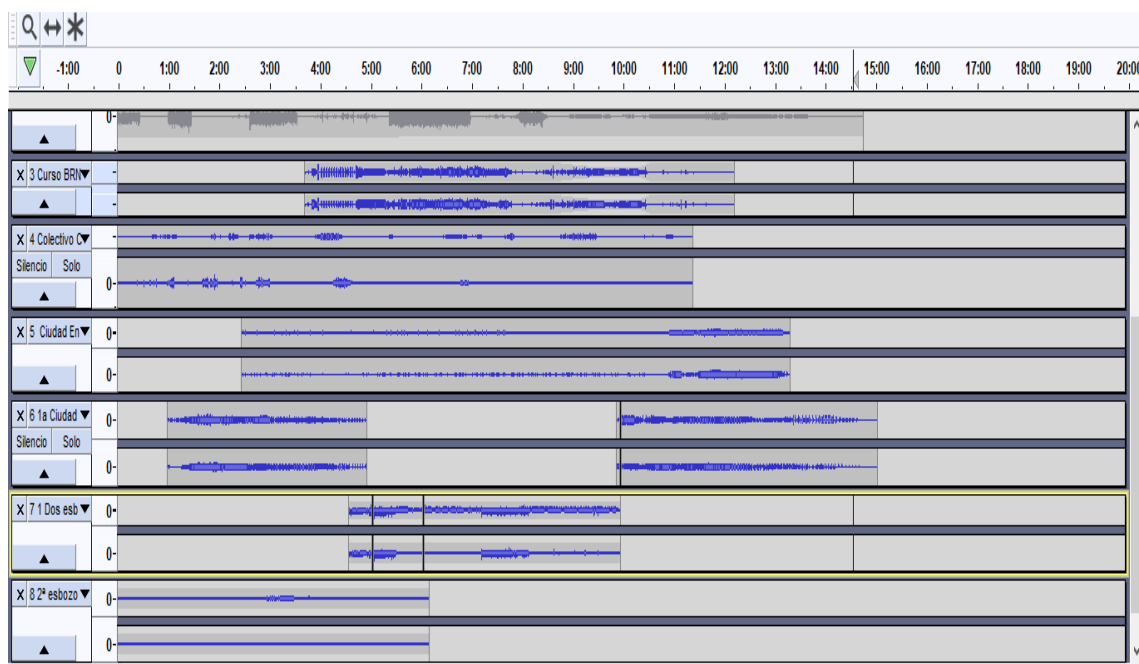 -1:00 0 1:00 2:00 3:00 4:00 5:00 6:00 7:00 8:00 9:00 10:00 11:00 12:00 13:00 14:00 15:00 16:00 17:00 18:00 19:00 20:00
0-
X 3 Curso BRN
X 4 Colectivo C
Silencio Solo
0-
X 5 Ciudad En 0-
0-
X 6 1a Ciudad 0-
Silencio Solo
0-
X 7 1 Dos esb 0-
0-
X 8 2ª esbozo 0-
0-